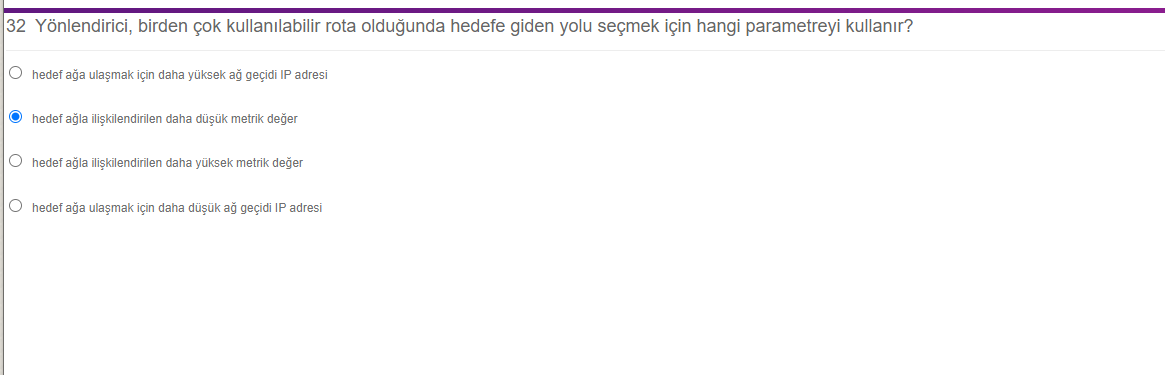 32 Yönlendirici, birden çok kullanılabilir rota olduğunda hedefe giden yolu seçmek için hangi parametreyi kullanır?
hedef ağa ulaşmak için daha yüksek ağ geçidi IP adresi
hedef ağla ilişkilendirilen daha düşük metrik değer
hedef ağla ilişkilendirilen daha yüksek metrik değer
hedef ağa ulaşmak için daha düşük ağ geçidi IP adresi